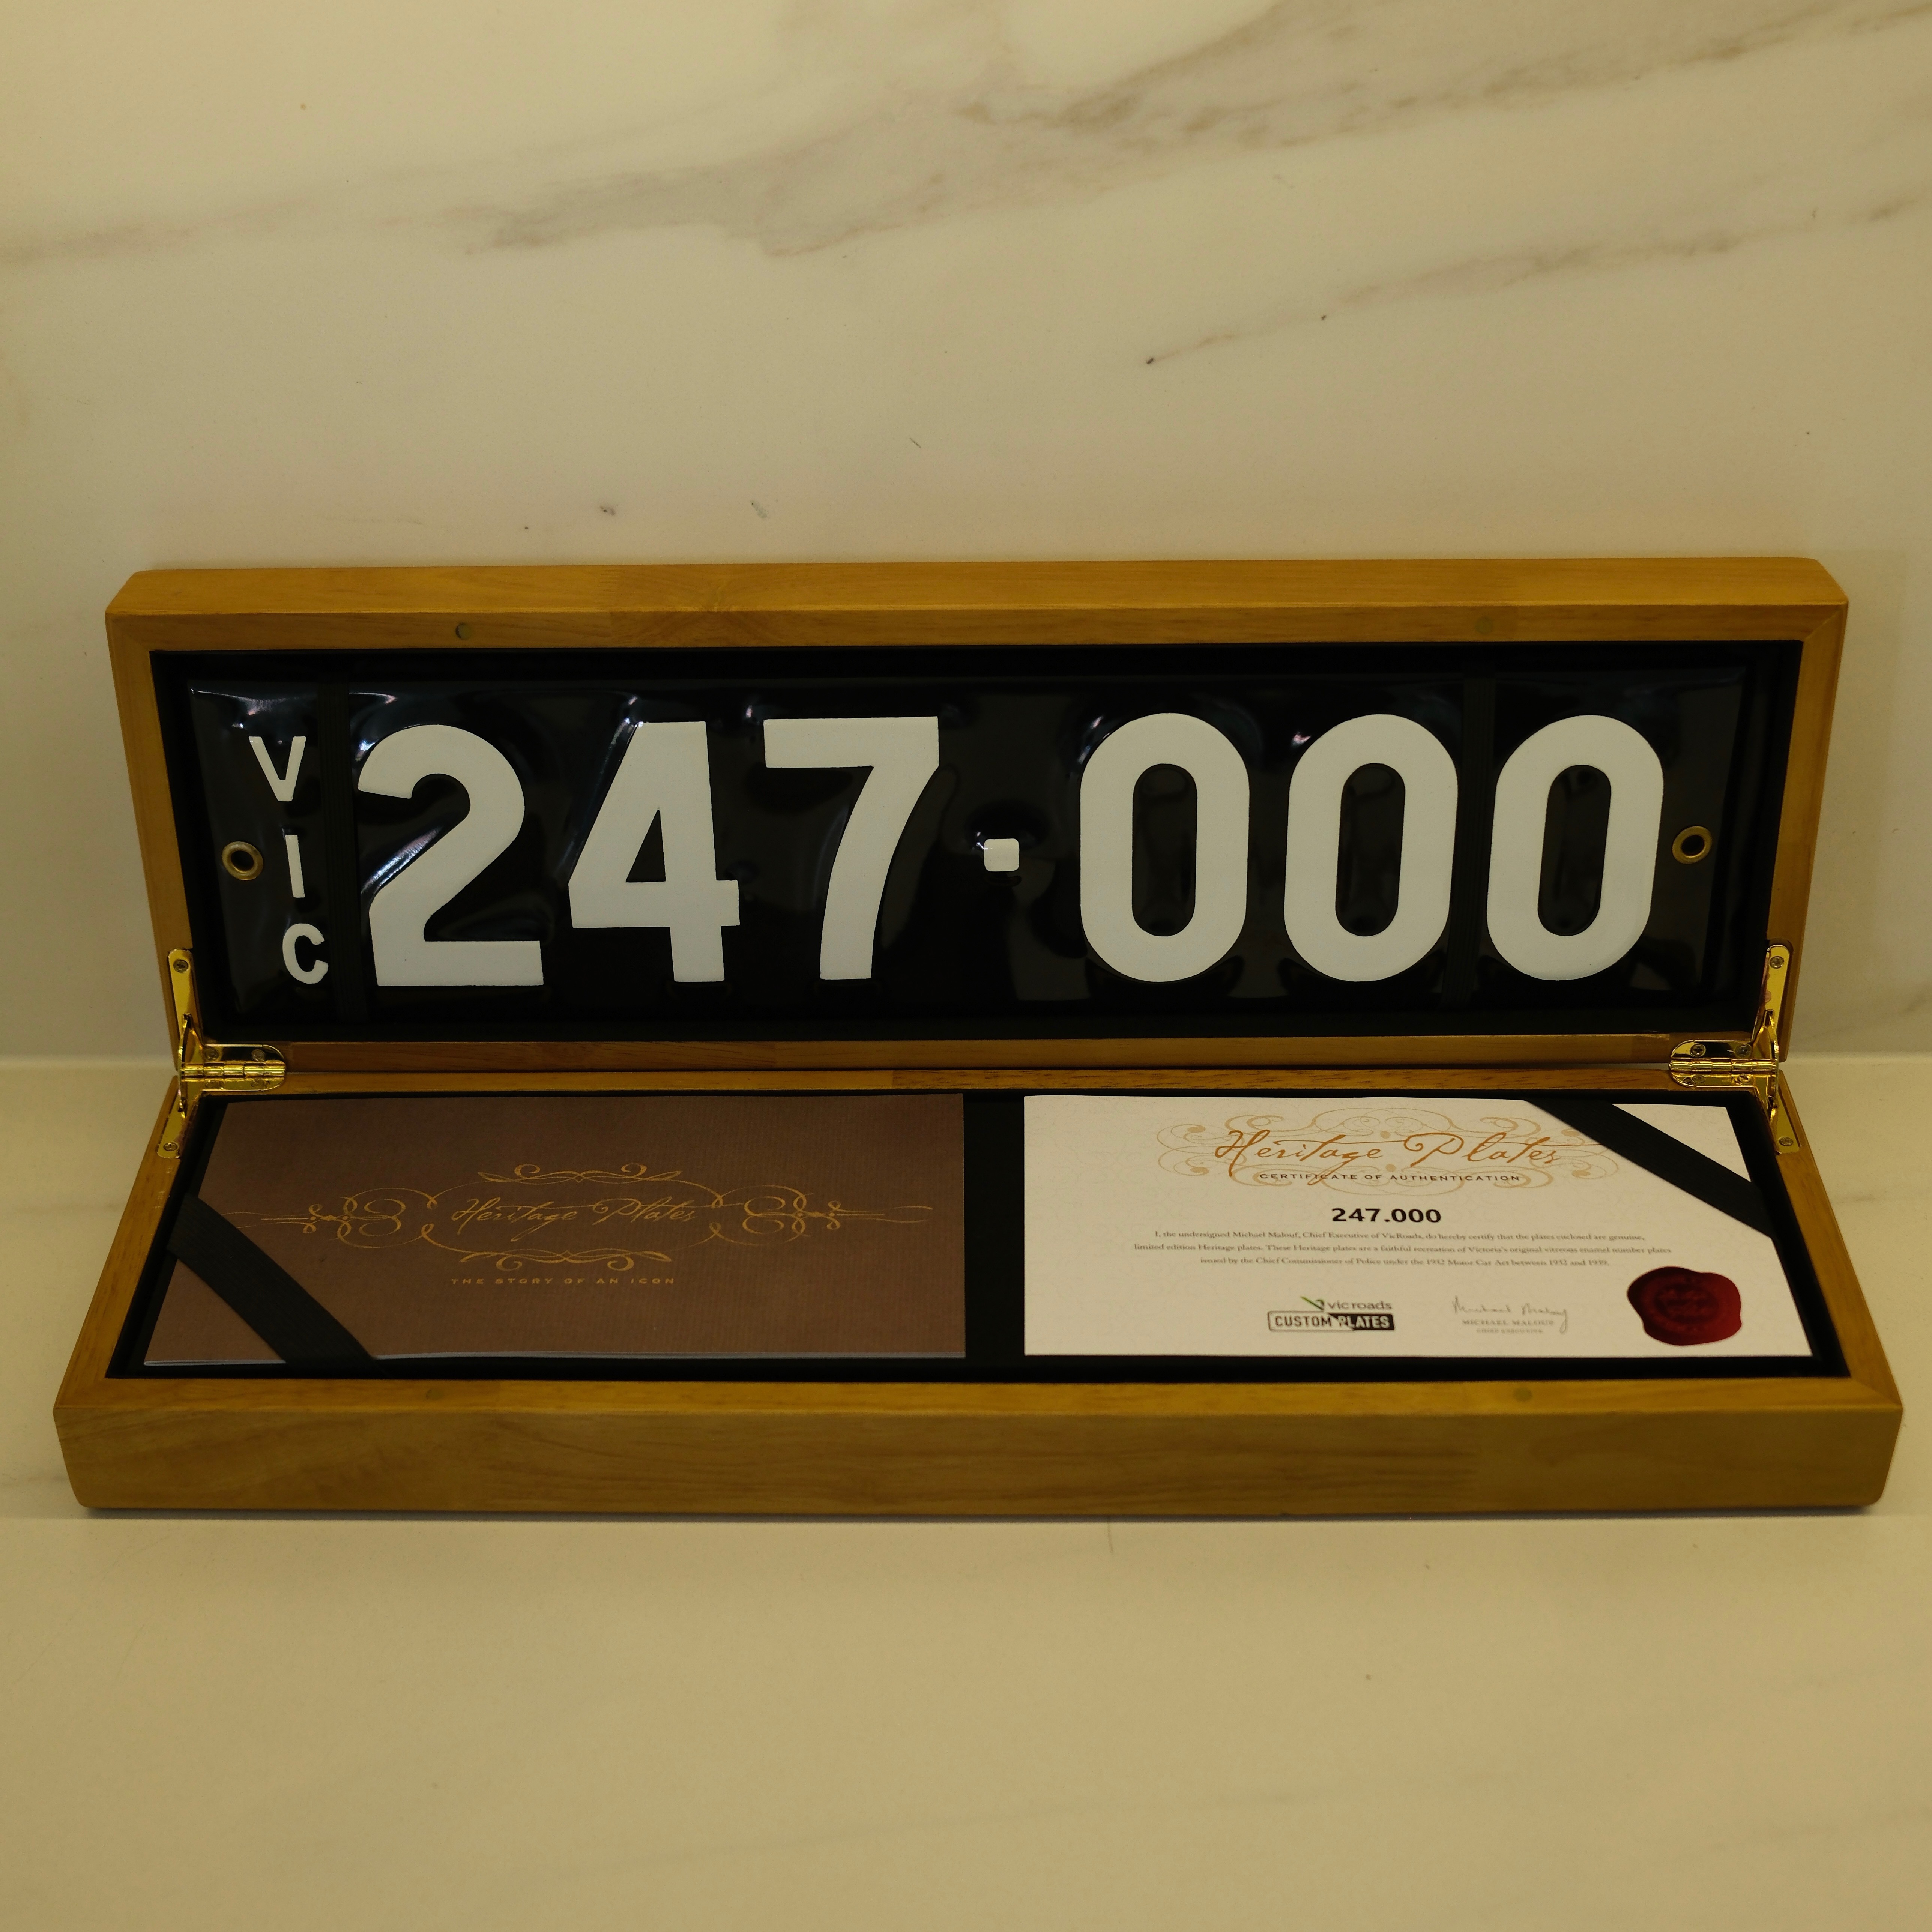 VIC
247·000
Heritage Plates
THE STORY OF AN ICON
Heritage Plates
CERTIFICATE OF AUTHENTICATION
247.000
I, the undersigned Michael Malouf, Chief Executive of VicRoads, do hereby certify that the plates enclosed are genuine,
limited edition Heritage plates. These Heritage plates are a faithful recreation of Victoria's original vitreous enamel number plates
issued by the Chief Commissioner of Police under the 1932 Motor Car Act between 1932 and 1939.
vicroads
CUSTOM PLATES
Michael Malouf
MICHAEL MALOUF
CHIEF EXECUTIVE